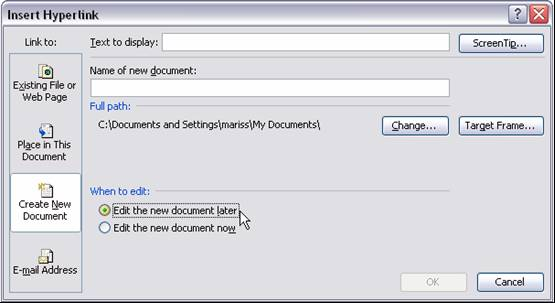 Insert Hyperlink
Link to:
Text to display:
ScreenTip...
Existing File or
Web Page
Name of new document:
Full path:
C:\Documents and Settings\mariss\My Documents\
Change...
Target Frame...
Place in This
Document
Create New
Document
When to edit:
Edit the new document later
Edit the new document now
E-mail Address
OK
Cancel